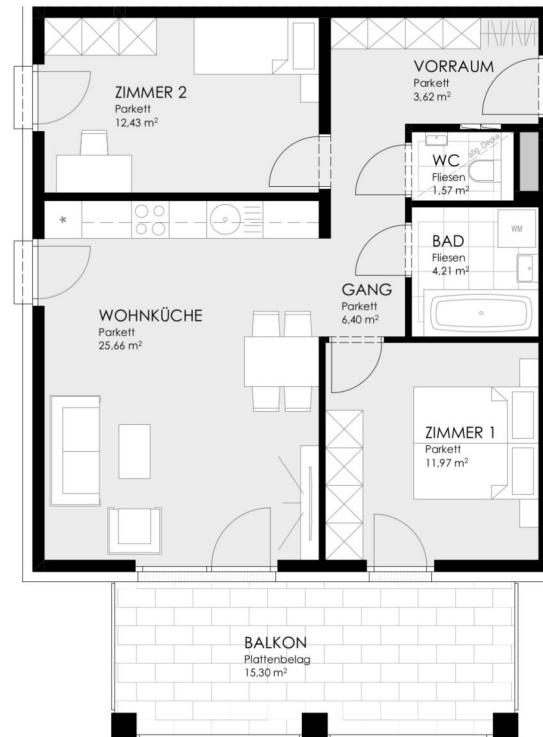 VORRAUM
Parkett
3,62 m²
ZIMMER 2
Parkett
12,43 m²
WC
Fliesen
1,57 m²
abg. Decke
BAD
Fliesen
4,21 m²
WM
*
GANG
Parkett
6,40 m²
WOHNKÜCHE
Parkett
25,66 m²
ZIMMER 1
Parkett
11,97 m²
BALKON
Plattenbelag
15,30 m²